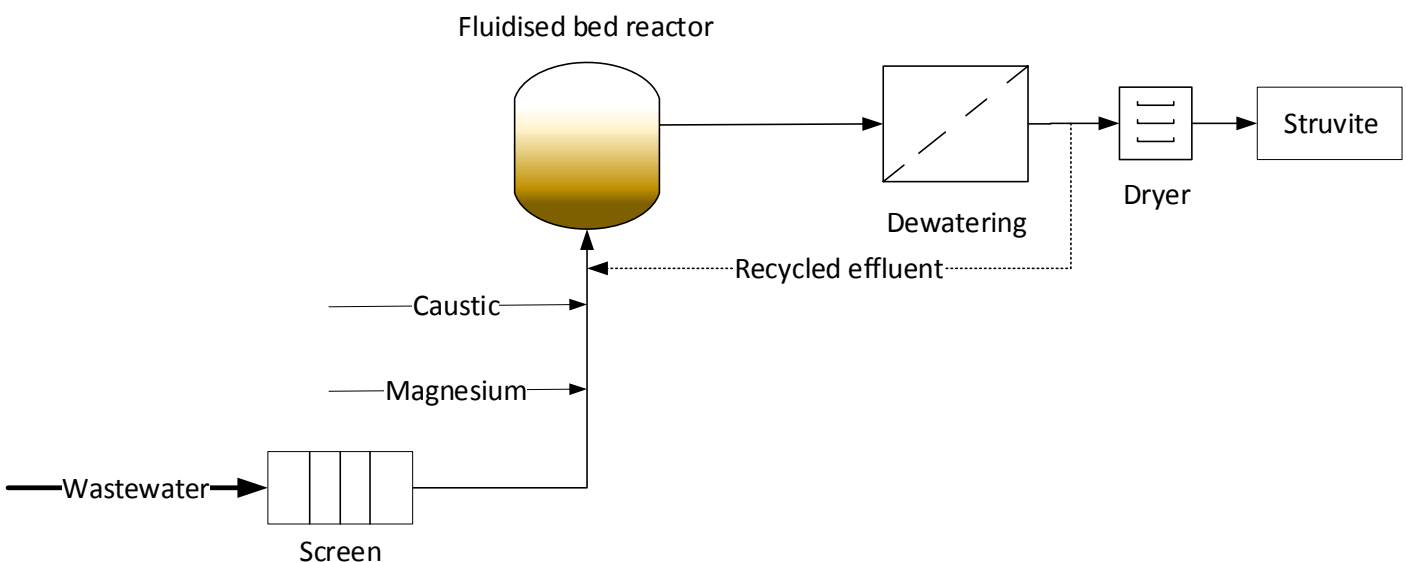 Fluidised bed reactor
Struvite
Dryer
Dewatering
Recycled effluent
Caustic
Magnesium
Wastewater
Screen